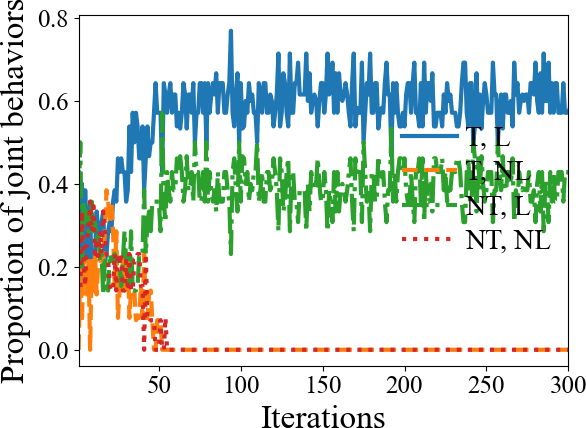 Proportion of joint behaviors
0.8
0.6
0.4
0.2
0.0
T, L
T, NL
NT, L
NT, NL
50
100
150
200
250
300
Iterations